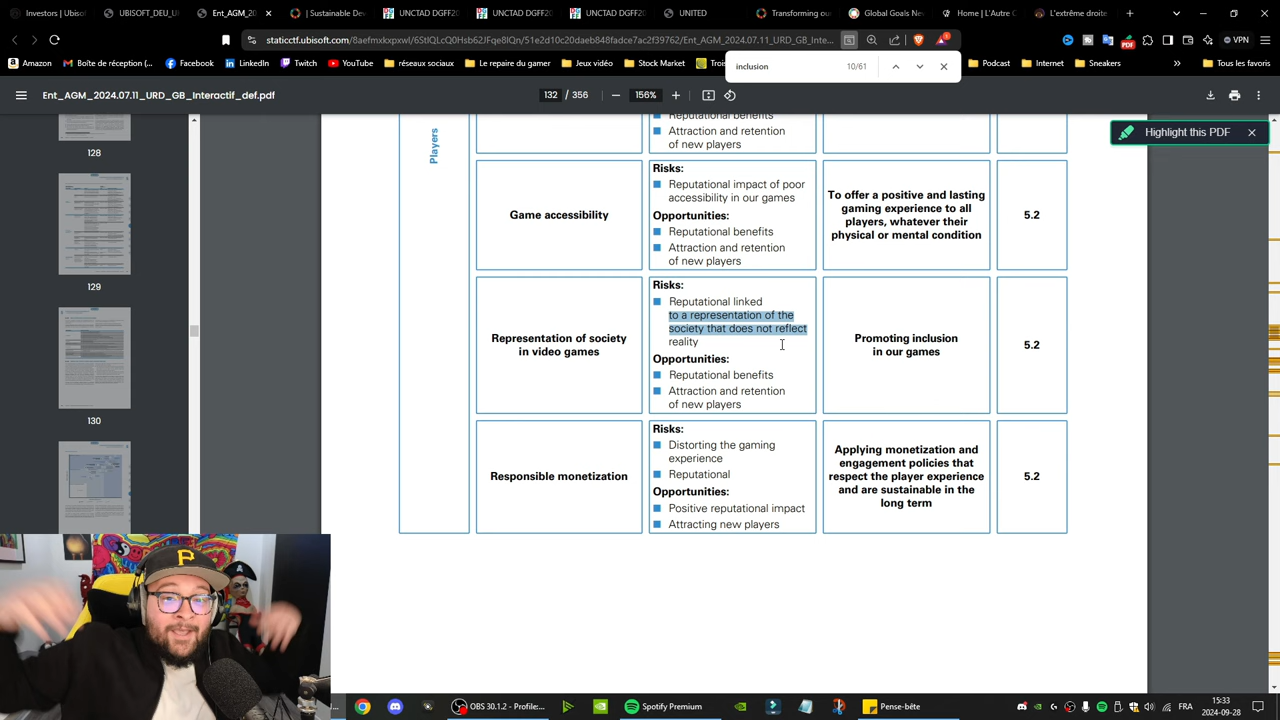 Investors | Ubisoft
UBISOFT_DEU_U
Ent_AGM_20
| Sustainable Dev
UNCTAD DGFF20
UNCTAD DGFF20
UNCTAD DGFF20
UNITED
Transforming our
Global Goals Nev
Home | L'Autre C
L'extrême droite
staticctf.ubisoft.com/8aefmxkxpxwl/
VPN
Gmail
Boîte de réception (...
Facebook
LinkedIn
Twitch
YouTube
réseaux sociaux
Le repaire du gamer
Jeux vidéo
Stock Market
Podcast
Internet
Sneakers
Tous les favoris
inclusion
10/61
Ent_AGM_2024.07.11_URD_GB_Interactif_def.pdf
132 / 356
156%
Highlight this PDF
128
129
130
Players
Reputational benefits
Attraction and retention
of new players
Game accessibility
Risks:
Reputational impact of poor
accessibility in our games
Opportunities:
Reputational benefits
Attraction and retention
of new players
To offer a positive and lasting
gaming experience to all
players, whatever their
physical or mental condition
5.2
Representation of society
in video games
Risks:
Reputational linked
to a representation of the
society that does not reflect
reality
Opportunities:
Reputational benefits
Attraction and retention
of new players
Promoting inclusion
in our games
5.2
Responsible monetization
Risks:
Distorting the gaming
experience
Reputational
Opportunities:
Positive reputational impact
Attracting new players
Applying monetization and
engagement policies that
respect the player experience
and are sustainable in the
long term
5.2
P
OBS 30.1.2 - Profile:...
Spotify Premium
Pense-bête
FRA
15:33
2024-09-28